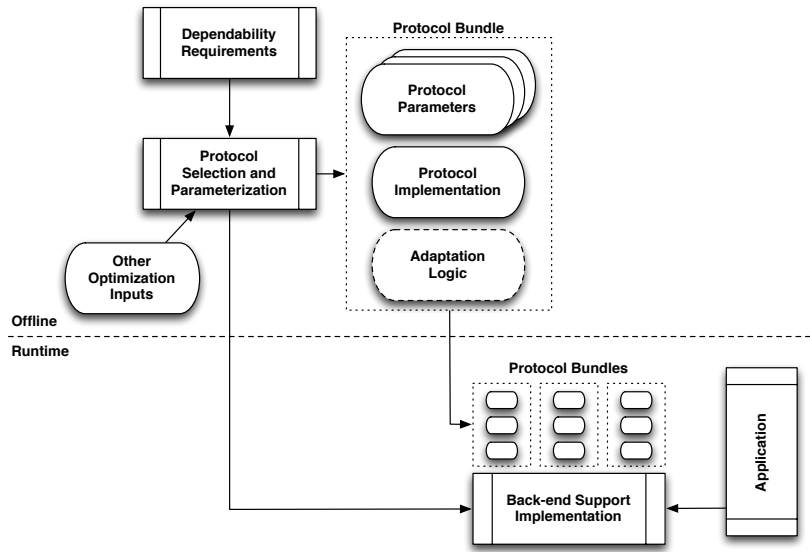 Dependability
Requirements
Protocol Bundle
Protocol
Parameters
Protocol
Selection and
Parameterization
Protocol
Implementation
Other
Optimization
Inputs
Adaptation
Logic
Offline
Runtime
Protocol Bundles
Application
Back-end Support
Implementation